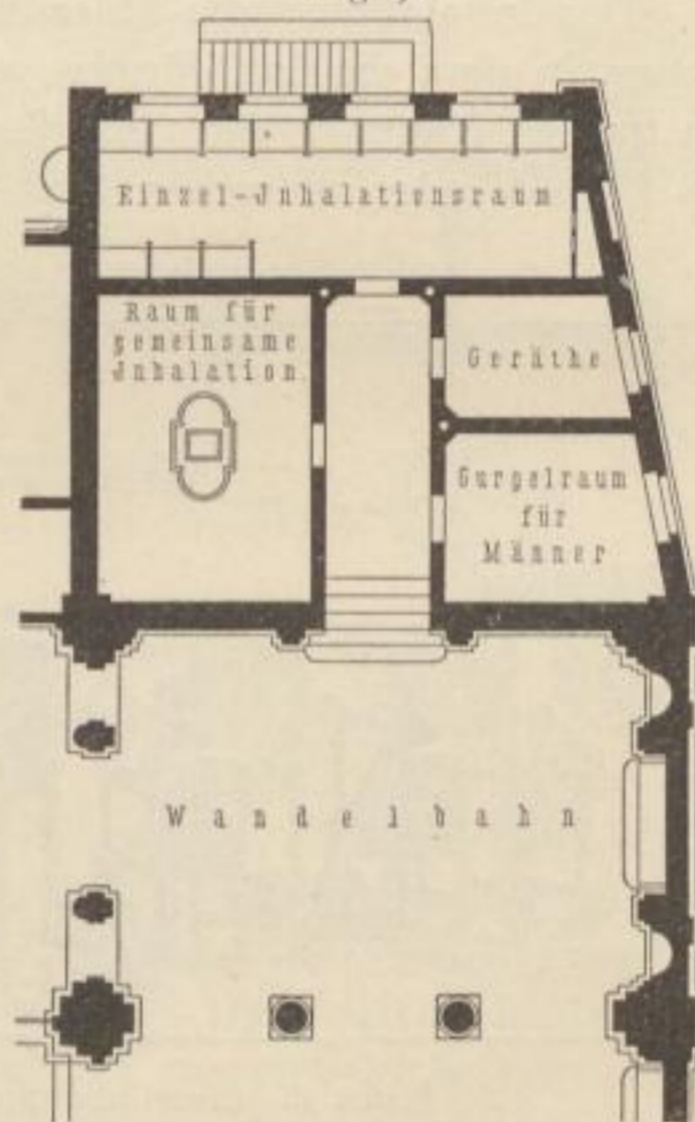 Einzel-Jnhalationsraum
Raum für
gemeinsame
Jnhalation
Geräthe
Gurgelraum
für
Männer
Wandelbahn